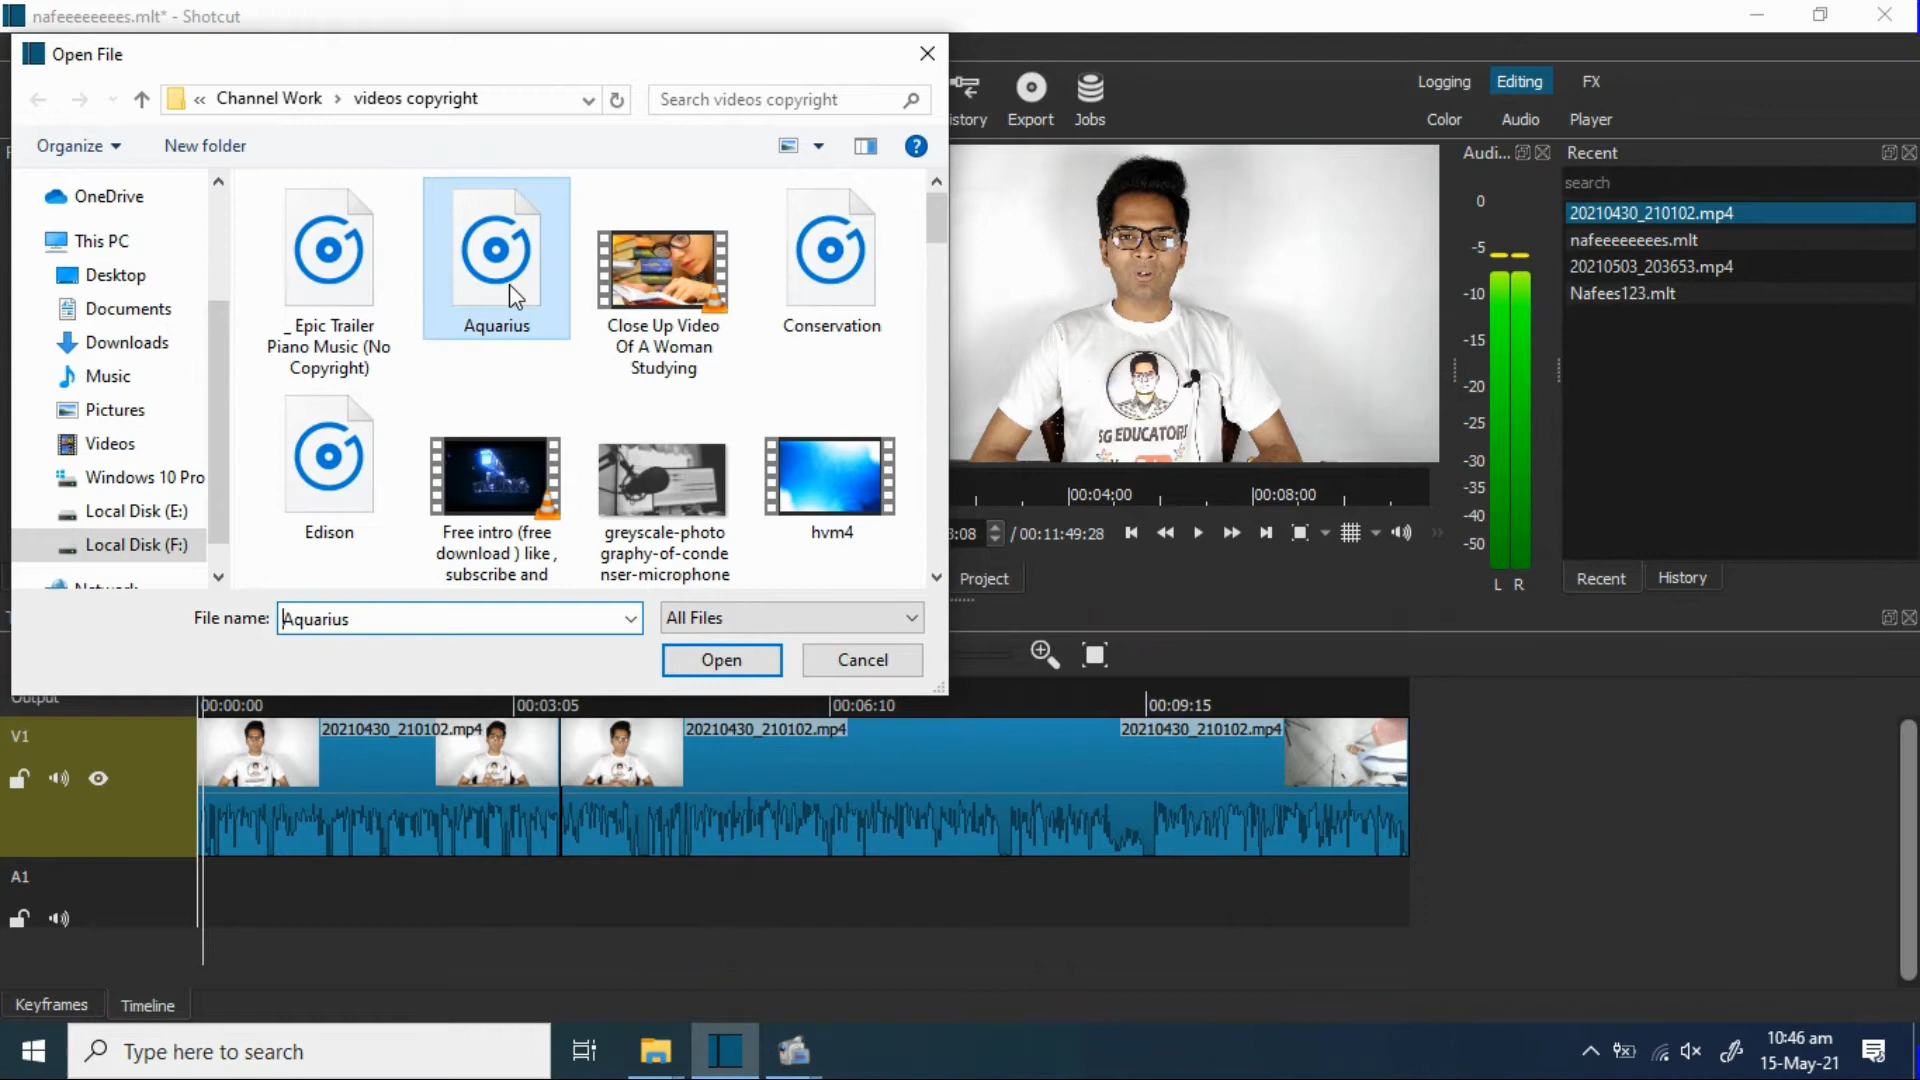 nafeeeeeeees.mlt* - Shotcut
Open File
« Channel Work › videos copyright
Search videos copyright
Organize
New folder
OneDrive
This PC
Desktop
Documents
Downloads
Music
Pictures
Videos
Windows 10 Pro
Local Disk (E:)
Local Disk (F:)
_ Epic Trailer
Piano Music (No
Copyright)
Aquarius
Close Up Video
Of A Woman
Studying
Conservation
Edison
Free intro (free
download ) like ,
subscribe and
greyscale-photo
graphy-of-conde
nser-microphone
hvm4
File name:
Aquarius
All Files
Open
Cancel
istory
Export
Jobs
Logging
Editing
FX
Color
Audio
Player
Audi...
0
-5
-10
-15
-20
-25
-30
-35
-40
-50
L R
Recent
search
20210430_210102.mp4
nafeeeeeeees.mlt
20210503_203653.mp4
Nafees123.mlt
Recent
History
SG EDUCATORS
00:04:00
00:08:00
3:08
/ 00:11:49:28
Project
Output
00:00:00
00:03:05
00:06:10
00:09:15
V1
20210430_210102.mp4
20210430_210102.mp4
20210430_210102.mp4
A1
Keyframes
Timeline
Type here to search
10:46 am
15-May-21